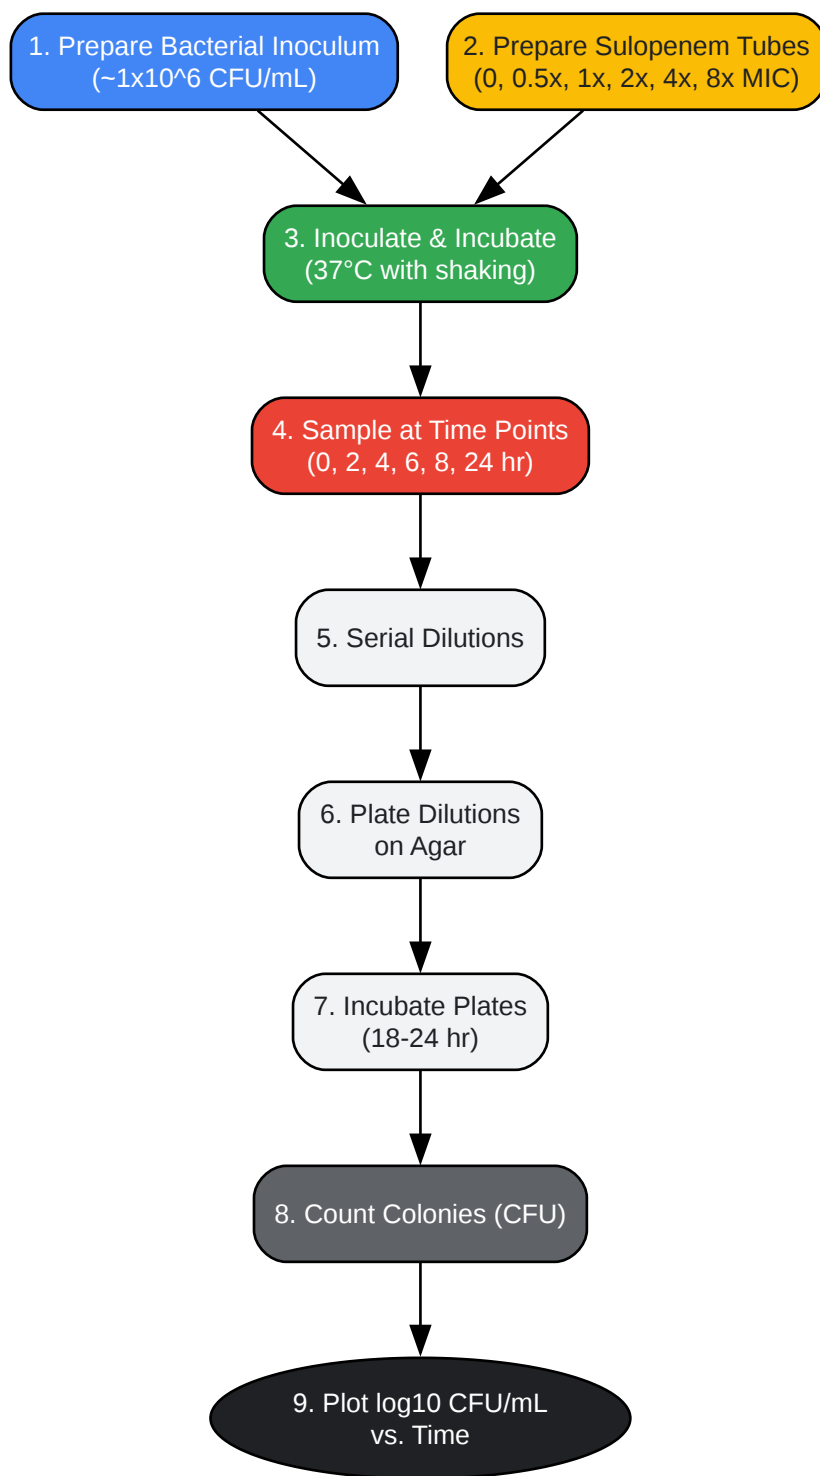 1. Prepare Bacterial Inoculum
(~1x10^6 CFU/mL)
2. Prepare Sulopenem Tubes
(0, 0.5x, 1x, 2x, 4x, 8x MIC)
3. Inoculate & Incubate
(37°C with shaking)
4. Sample at Time Points
(0, 2, 4, 6, 8, 24 hr)
5. Serial Dilutions
6. Plate Dilutions
on Agar
7. Incubate Plates
(18-24 hr)
8. Count Colonies (CFU)
9. Plot log10 CFU/mL
vs. Time